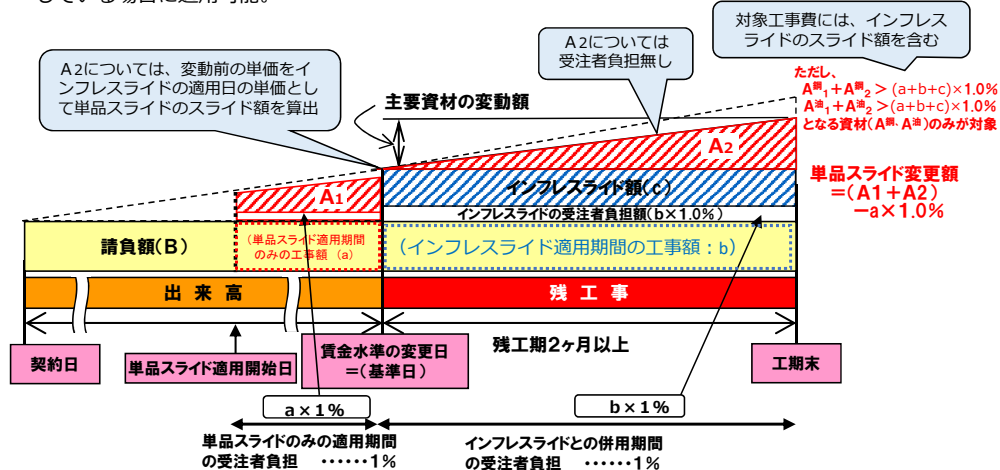 している場合に適用可能。
対象工事費には、インフレス
ライドのスライド額を含む
A2については
受注者負担無し
A2については、変動前の単価をイ
ンフレスライドの適用日の単価とし
て単品スライドのスライド額を算出
ただし、
A鋼1+A鋼2>(a+b+c)×1.0%
A油1+A油2>(a+b+c)×1.0%
となる資材(A鋼、A油)のみが対象
主要資材の変動額
A2
A1
単品スライド変更額
=(A1+A2)
-a×1.0%
インフレスライド額(c)
インフレスライドの受注者負担額(b×1.0%)
請負額(B)
(単品スライド適用期間
のみの工事額 (a)
(インフレスライド適用期間の工事額:b)
出 来 高
残 工 事
契約日
単品スライド適用開始日
賃金水準の変更日
=(基準日)
残工期2ヶ月以上
工期末
a×1%
b×1%
単品スライドのみの適用期間
の受注者負担 ……1%
インフレスライドとの併用期間
の受注者負担 ……1%